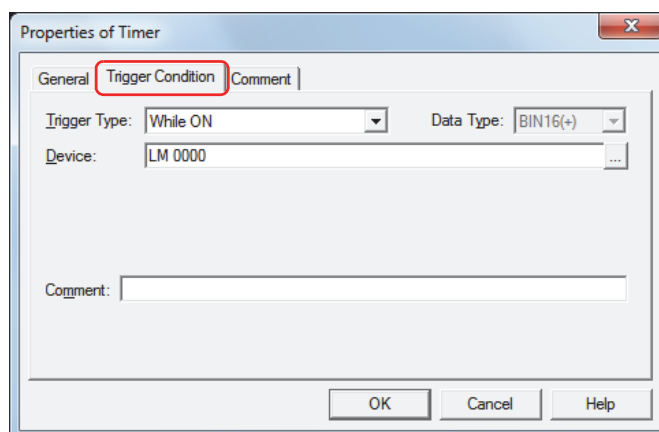 Properties of Timer
General Trigger Condition Comment
Trigger Type: While ON Data Type: BIN16(+)
Device: LM 0000 ...
Comment:
OK Cancel Help